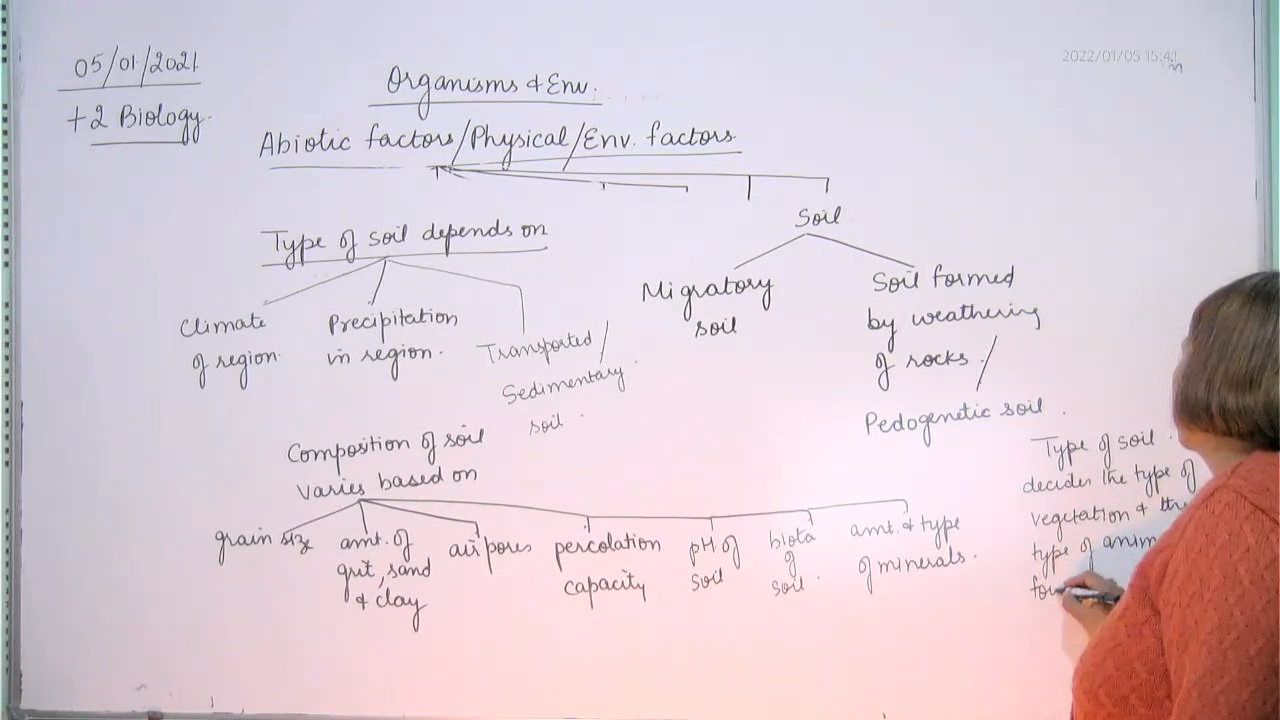 05/01/2021
+2 Biology.
2022/01/05 15:41
Organisms & Env.
Abiotic factors/Physical/Env. factors
Soil
Migratory
soil
Soil formed
by weathering
of rocks /
Pedogenetic soil.
Type of soil depends on
Climate
of region.
Precipitation
in region.
Transported/
Sedimentary
soil.
Type of soil.
decides the type of
vegetation & the
type of anim
fou
Compostion of soil
varies based on
grain size
amt. of
grit, sand
& clay
air pores
percolation
capacity
pH of
soil
biota
of
soil.
amt. & type
of minerals.